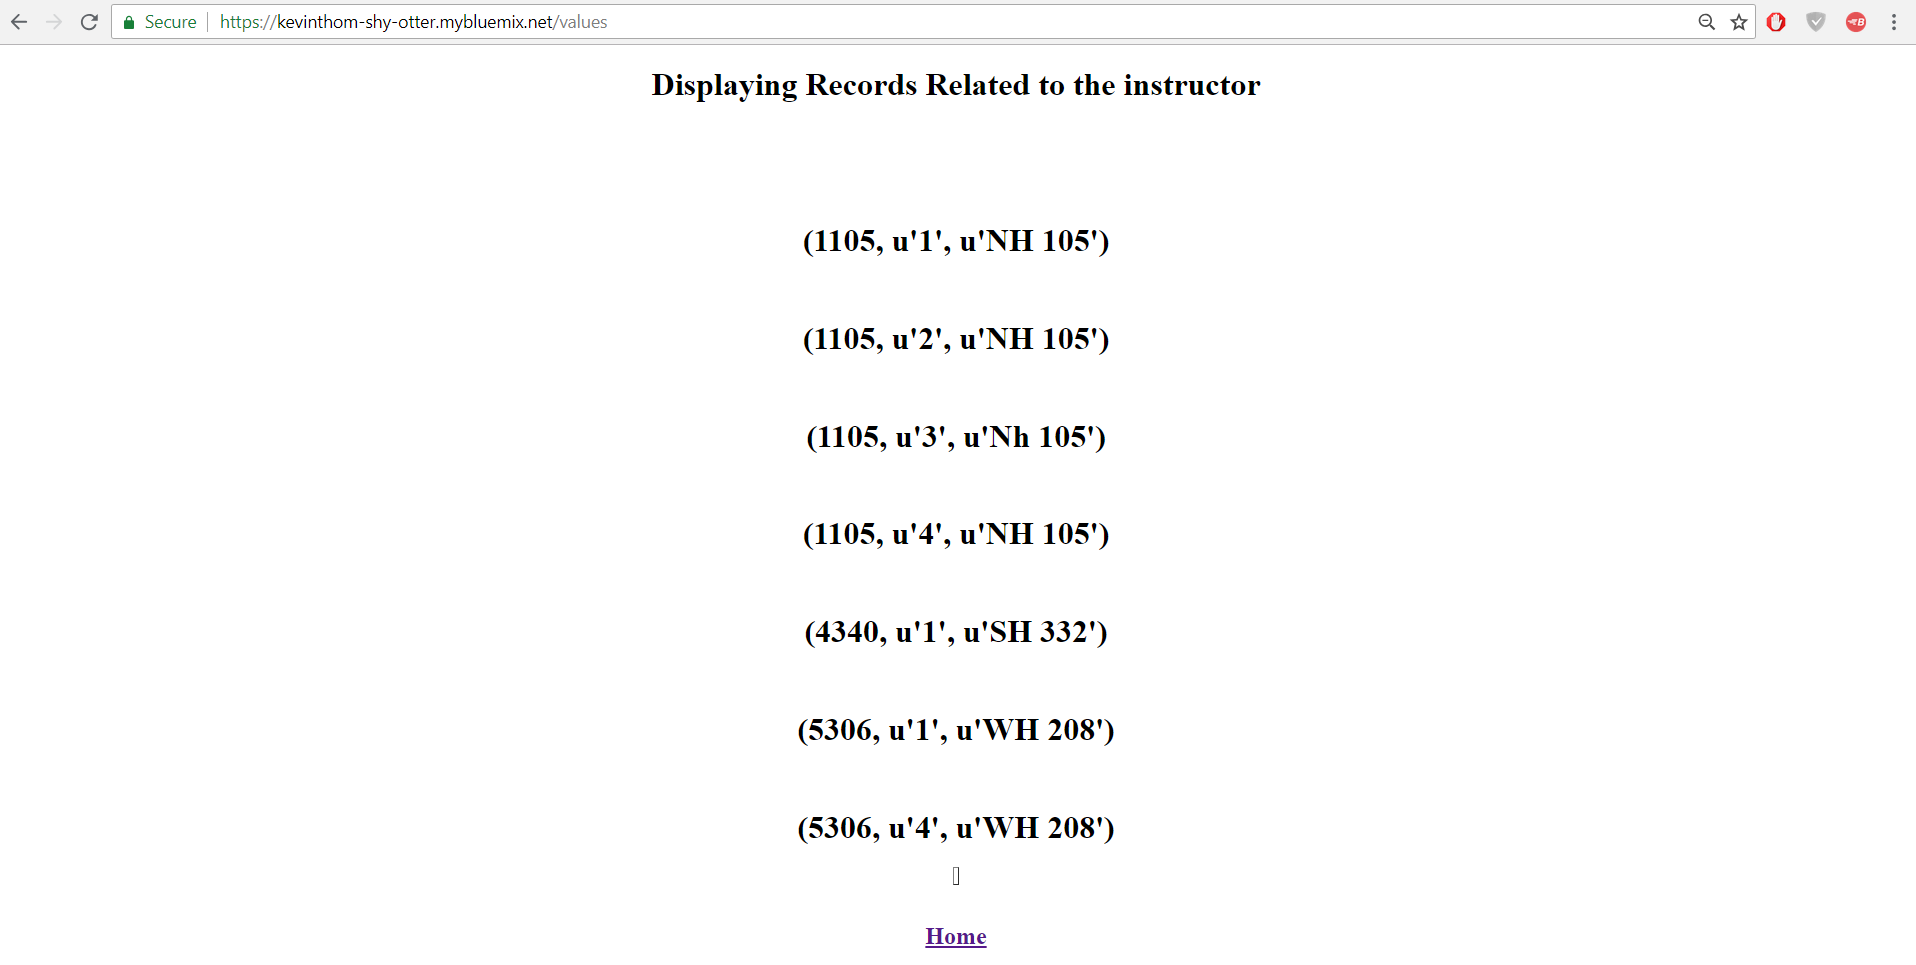 Secure https://kevinthom-shy-otter.mybluemix.net/values
Displaying Records Related to the instructor
(1105, u'1', u'NH 105')
(1105, u'2', u'NH 105')
(1105, u'3', u'Nh 105')
(1105, u'4', u'NH 105')
(4340, u'1', u'SH 332')
(5306, u'1', u'WH 208')
(5306, u'4', u'WH 208')
Home